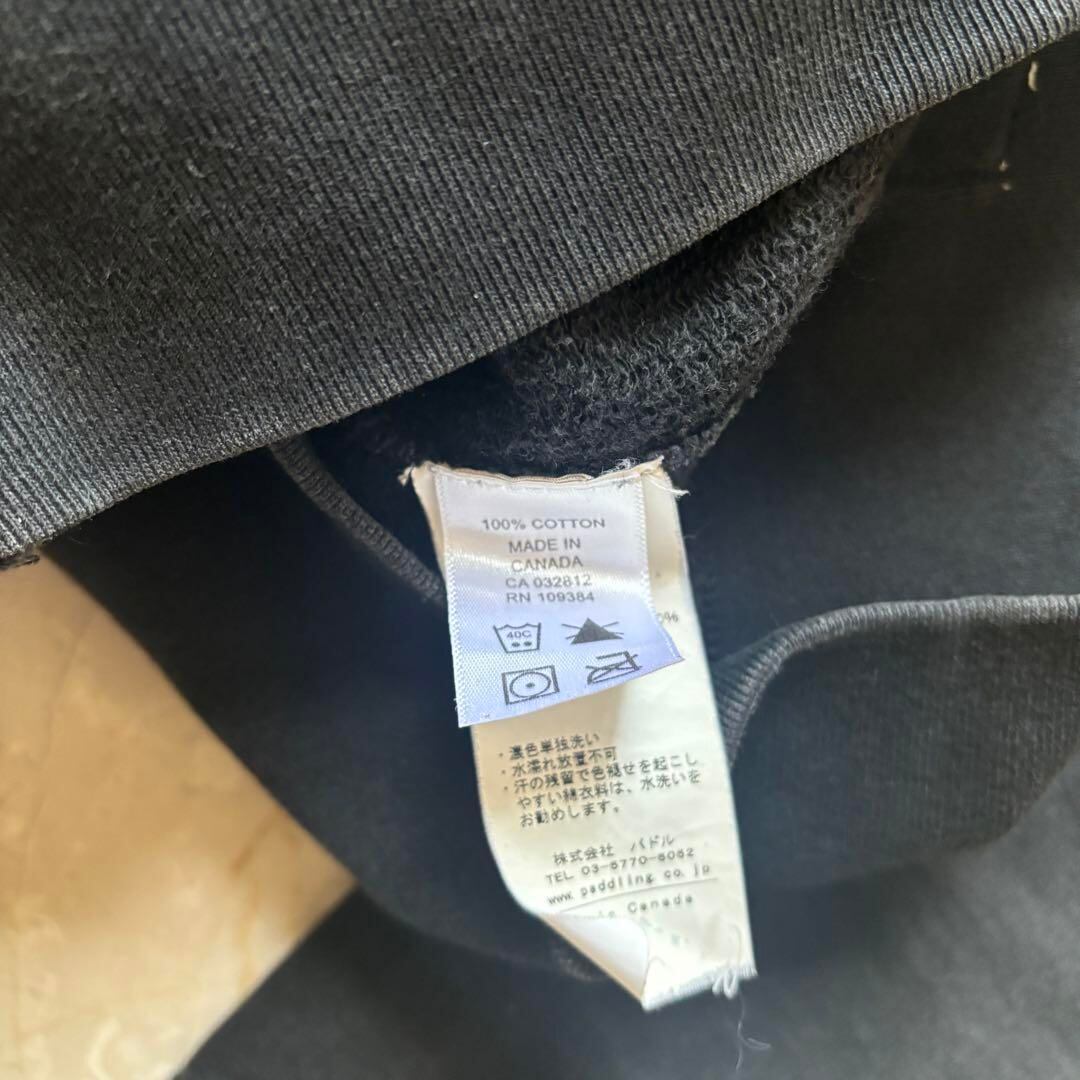 100% COTTON
MADE IN
CANADA
CA 032812
RN 109384
0%
40C
・濃色単独洗い
・水濡れ放置不可
・汗の残留で色褪せを起こし
やすい綿衣料は、水洗いを
お勧めします。
株式会社 パドル
TEL 03-5770-5052
www.paddling.co.jp
Canada